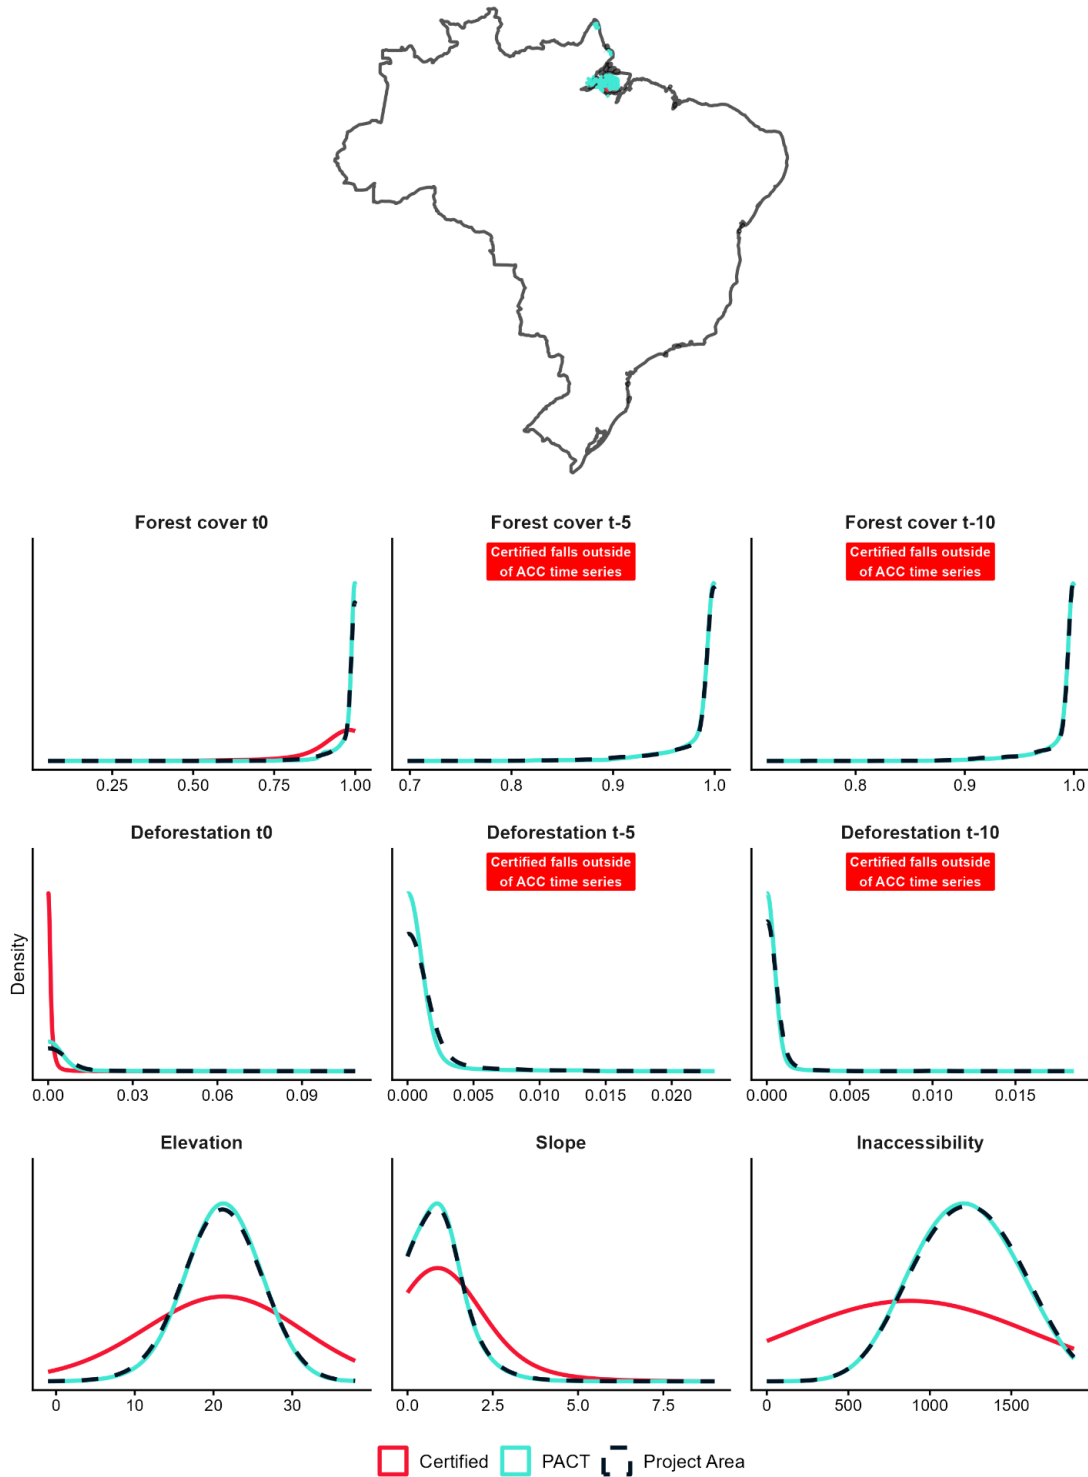 Forest cover t0
Forest cover t-5
Forest cover t-10
Certified falls outside
of ACC time series
Certified falls outside
of ACC time series
0.25 0.50 0.75 1.00
0.7 0.8 0.9 1.0
0.8 0.9 1.0
Deforestation t0
Deforestation t-5
Deforestation t-10
Certified falls outside
of ACC time series
Certified falls outside
of ACC time series
Density
0.00 0.03 0.06 0.09
0.000 0.005 0.010 0.015 0.020
0.000 0.005 0.010 0.015
Elevation
Slope
Inaccessibility
0 10 20 30
0.0 2.5 5.0 7.5
0 500 1000 1500
Certified PACT Project Area